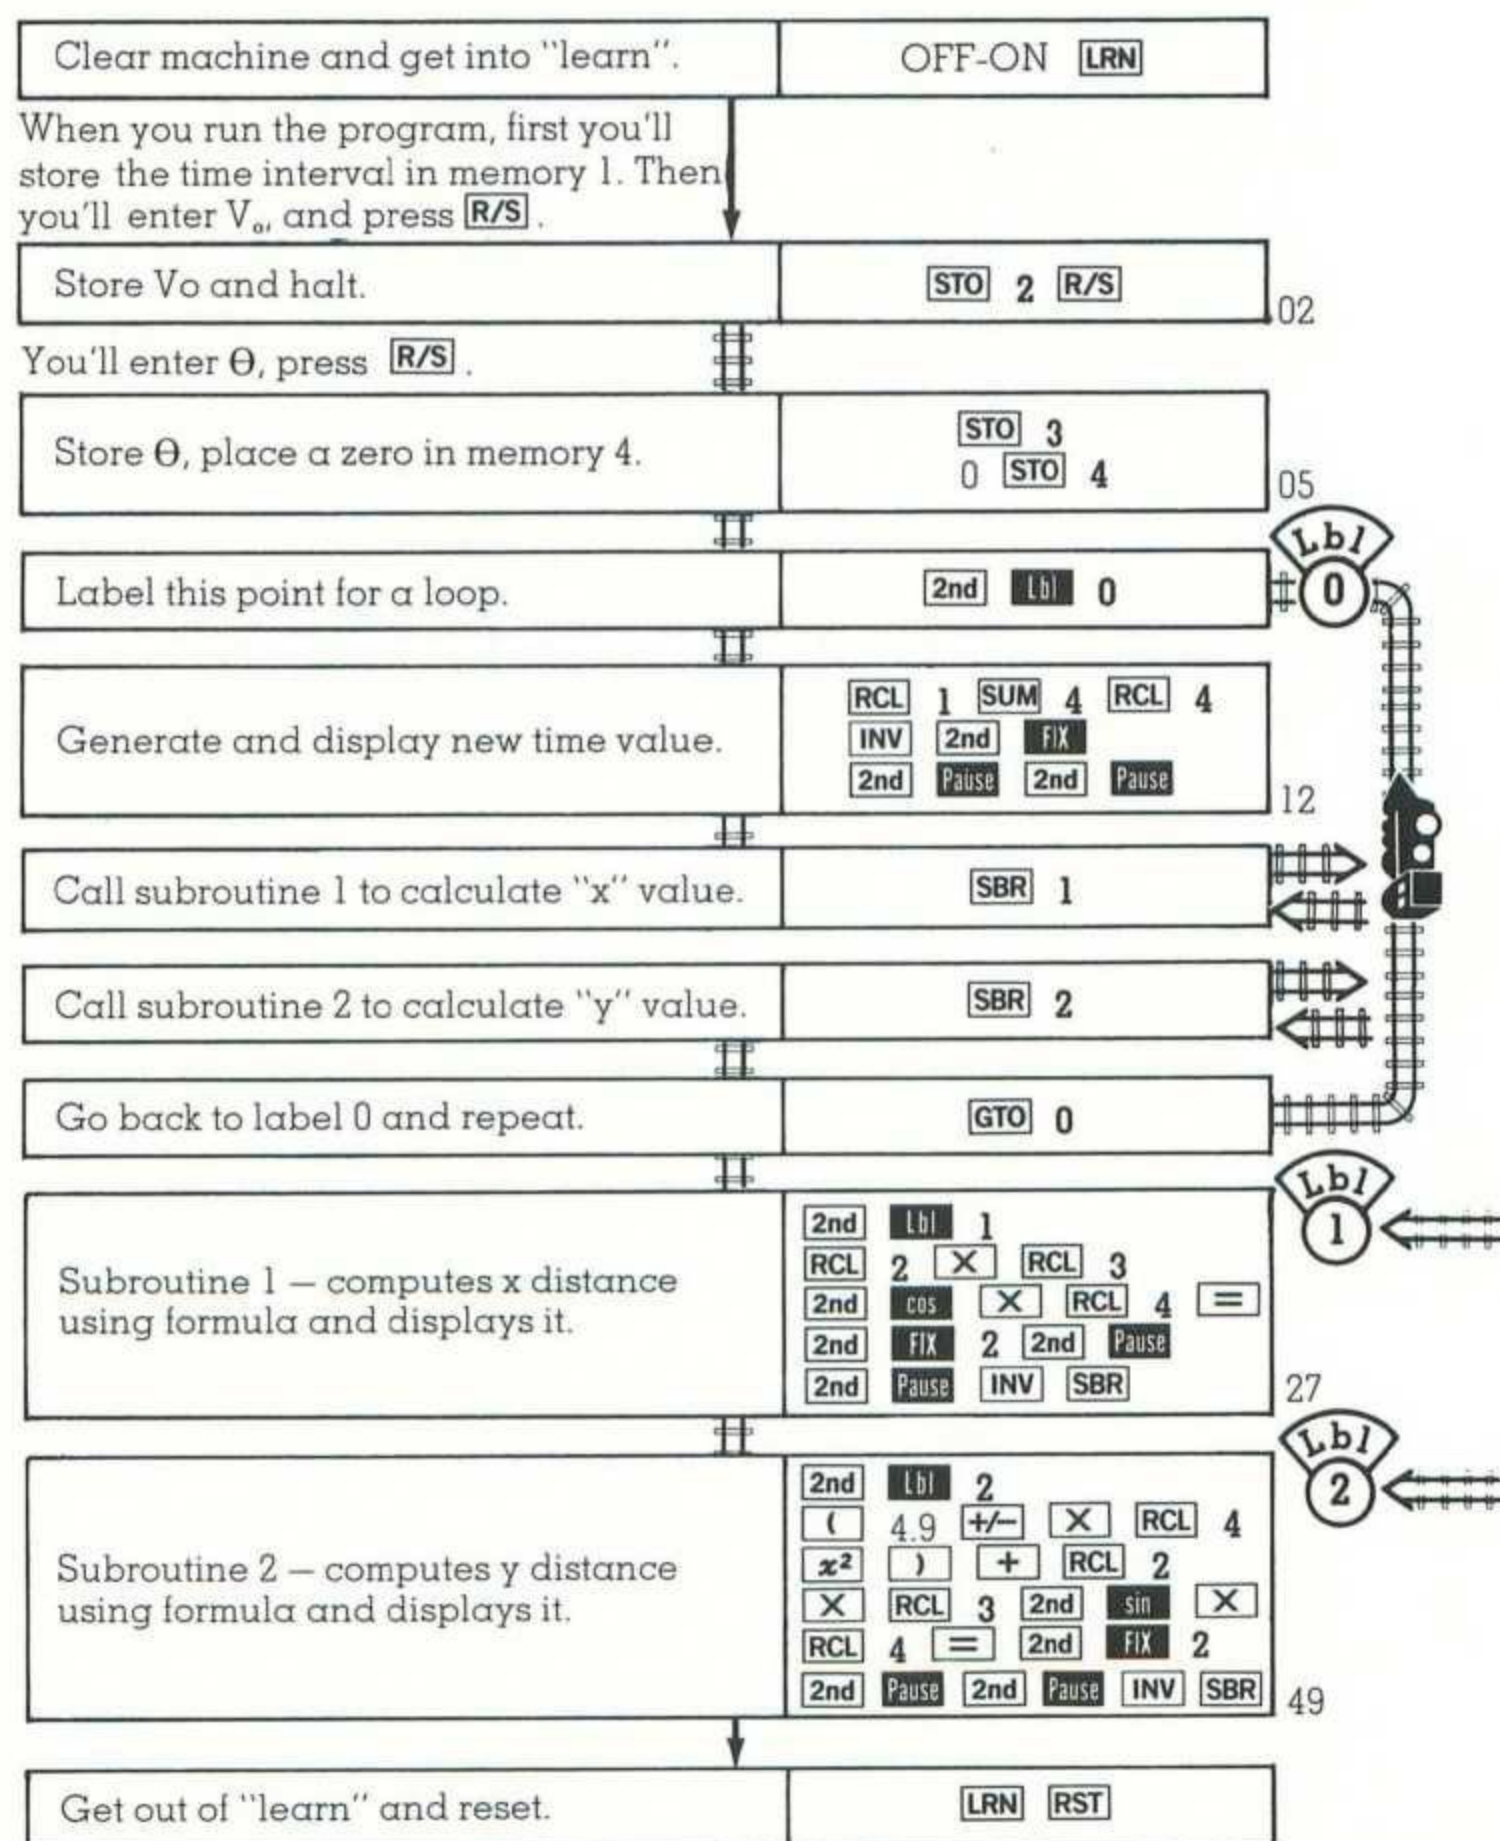 Clear machine and get into "learn". OFF-ON LRN
When you run the program, first you'll
store the time interval in memory 1. Then
you'll enter Vo, and press R/S .
Store Vo and halt. STO 2 R/S
02
You'll enter θ, press R/S .
Store θ, place a zero in memory 4. STO 3
0 STO 4
05
Lbl
Label this point for a loop. 2nd Lbl 0 0
Generate and display new time value. RCL 1 SUM 4 RCL 4
INV 2nd FIX
2nd Pause 2nd Pause
12
Call subroutine 1 to calculate "x" value. SBR 1
Call subroutine 2 to calculate "y" value. SBR 2
Go back to label 0 and repeat. GTO 0
Lbl
1
Subroutine 1 — computes x distance
using formula and displays it.
2nd Lbl 1
RCL 2 × RCL 3
2nd cos × RCL 4 =
2nd FIX 2 2nd Pause
2nd Pause INV SBR
27
Lbl
2
Subroutine 2 — computes y distance
using formula and displays it.
2nd Lbl 2
( 4.9 +/− × RCL 4
x² ) + RCL 2
× RCL 3 2nd sin ×
RCL 4 = 2nd FIX 2
2nd Pause 2nd Pause INV SBR
49
Get out of "learn" and reset. LRN RST